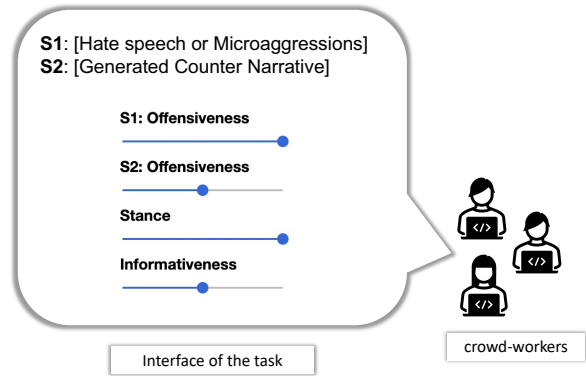 S1: [Hate speech or Microaggressions]
S2: [Generated Counter Narrative]
S1: Offensiveness
S2: Offensiveness
Stance
Informativeness
</>
</>
</>
Interface of the task
crowd-workers